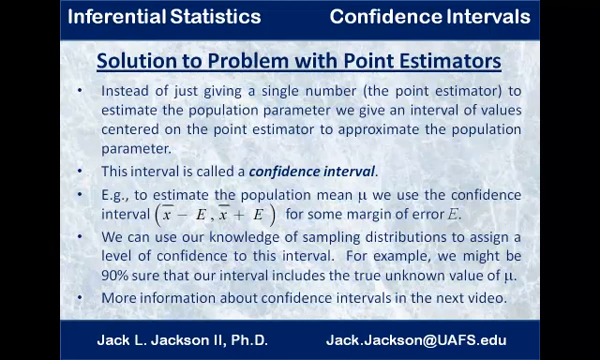 Inferential Statistics Confidence Intervals
Solution to Problem with Point Estimators
• Instead of just giving a single number (the point estimator) to
estimate the population parameter we give an interval of values
centered on the point estimator to approximate the population
parameter.
• This interval is called a confidence interval.
• E.g., to estimate the population mean μ we use the confidence
interval (x̅ − E , x̅ + E ) for some margin of error E.
• We can use our knowledge of sampling distributions to assign a
level of confidence to this interval. For example, we might be
90% sure that our interval includes the true unknown value of μ.
• More information about confidence intervals in the next video.
Jack L. Jackson II, Ph.D. Jack.Jackson@UAFS.edu